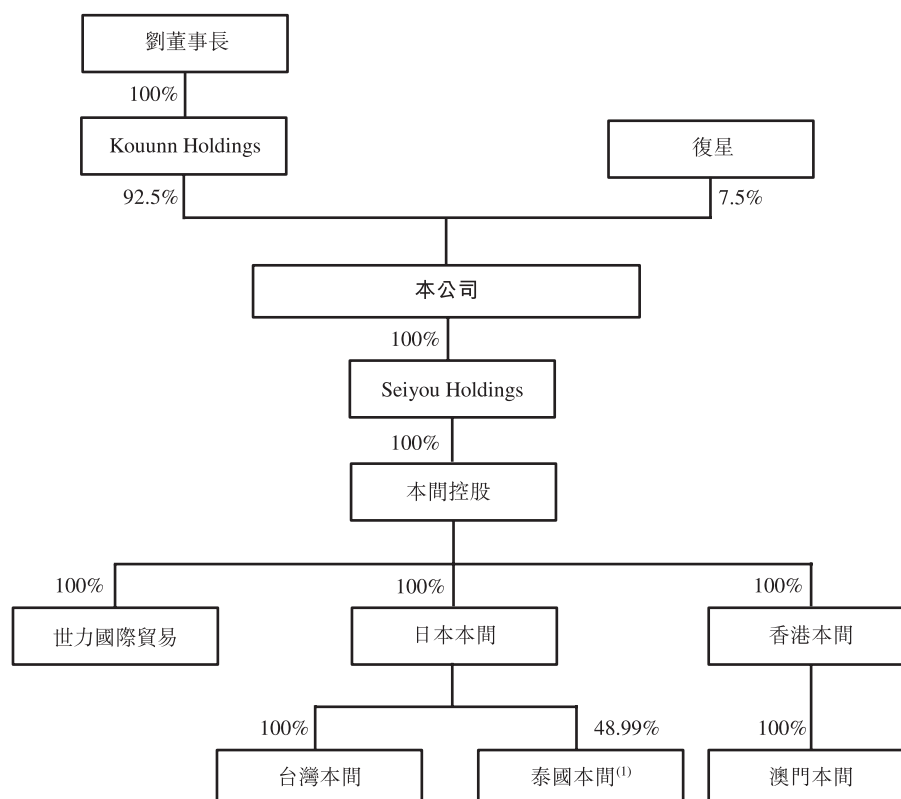 劉董事長
100%
Kouunn Holdings
復星
92.5%
7.5%
本公司
100%
Seiyou Holdings
100%
本間控股
100%
100%
100%
世力國際貿易
日本本間
香港本間
100%
48.99%
100%
台灣本間
泰國本間(1)
澳門本間